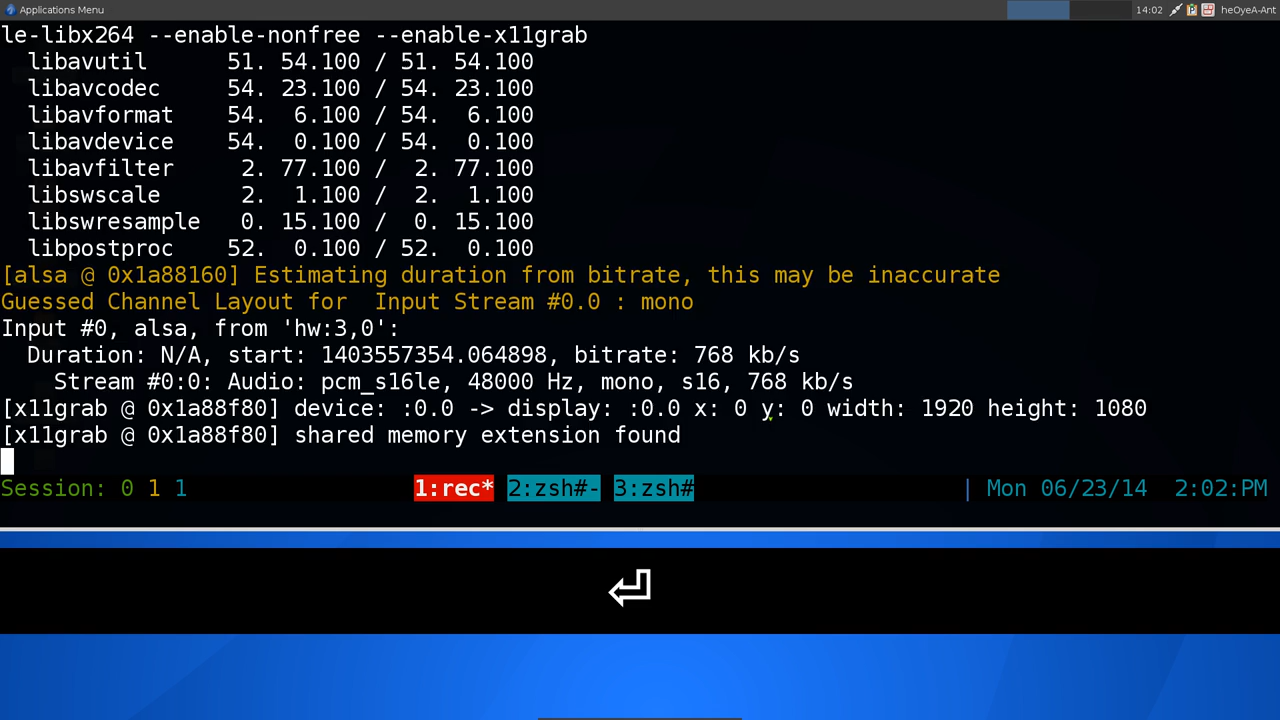 Applications Menu 14:02 heOyeA-Ant
le-libx264 --enable-nonfree --enable-x11grab
  libavutil      51. 54.100 / 51. 54.100
  libavcodec     54. 23.100 / 54. 23.100
  libavformat    54.  6.100 / 54.  6.100
  libavdevice    54.  0.100 / 54.  0.100
  libavfilter     2. 77.100 /  2. 77.100
  libswscale      2.  1.100 /  2.  1.100
  libswresample   0. 15.100 /  0. 15.100
  libpostproc    52.  0.100 / 52.  0.100
[alsa @ 0x1a88160] Estimating duration from bitrate, this may be inaccurate
Guessed Channel Layout for  Input Stream #0.0 : mono
Input #0, alsa, from 'hw:3,0':
  Duration: N/A, start: 1403557354.064898, bitrate: 768 kb/s
    Stream #0:0: Audio: pcm_s16le, 48000 Hz, mono, s16, 768 kb/s
[x11grab @ 0x1a88f80] device: :0.0 -> display: :0.0 x: 0 y: 0 width: 1920 height: 1080
[x11grab @ 0x1a88f80] shared memory extension found
Session: 0 1 1 1:rec* 2:zsh#- 3:zsh# | Mon 06/23/14  2:02:PM